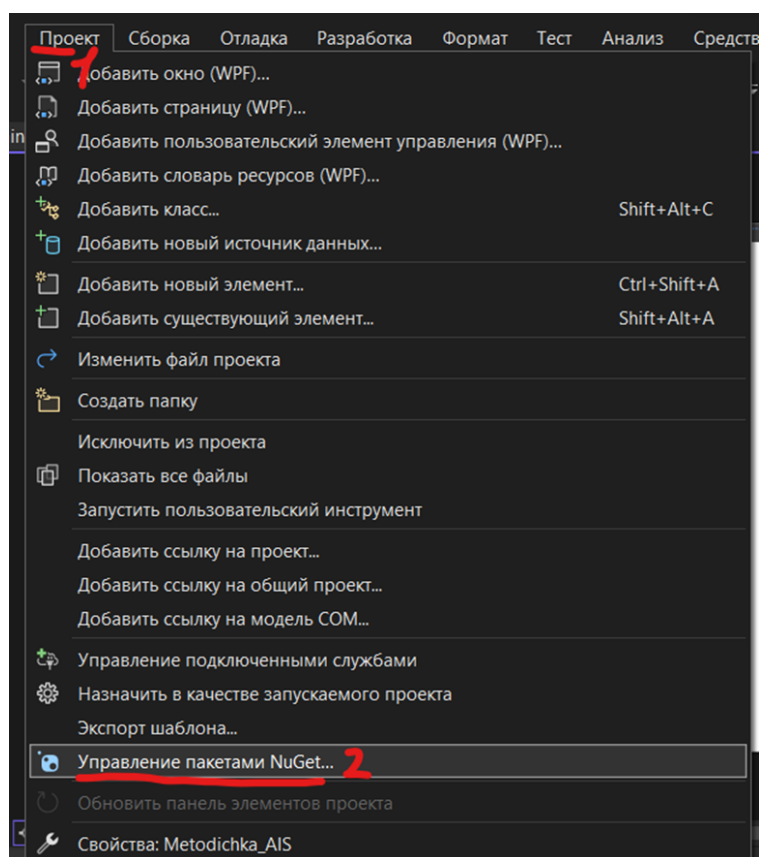 Проект Сборка Отладка Разработка Формат Тест Анализ Средств
1
Добавить окно (WPF)...
Добавить страницу (WPF)...
in
Добавить пользовательский элемент управления (WPF)...
Добавить словарь ресурсов (WPF)...
Добавить класс... Shift+Alt+C
Добавить новый источник данных...
Добавить новый элемент... Ctrl+Shift+A
Добавить существующий элемент... Shift+Alt+A
Изменить файл проекта
Создать папку
Исключить из проекта
Показать все файлы
Запустить пользовательский инструмент
Добавить ссылку на проект...
Добавить ссылку на общий проект...
Добавить ссылку на модель COM...
Управление подключенными службами
Назначить в качестве запускаемого проекта
Экспорт шаблона...
Управление пакетами NuGet... 2
Обновить панель элементов проекта
Свойства: Metodichka_AIS